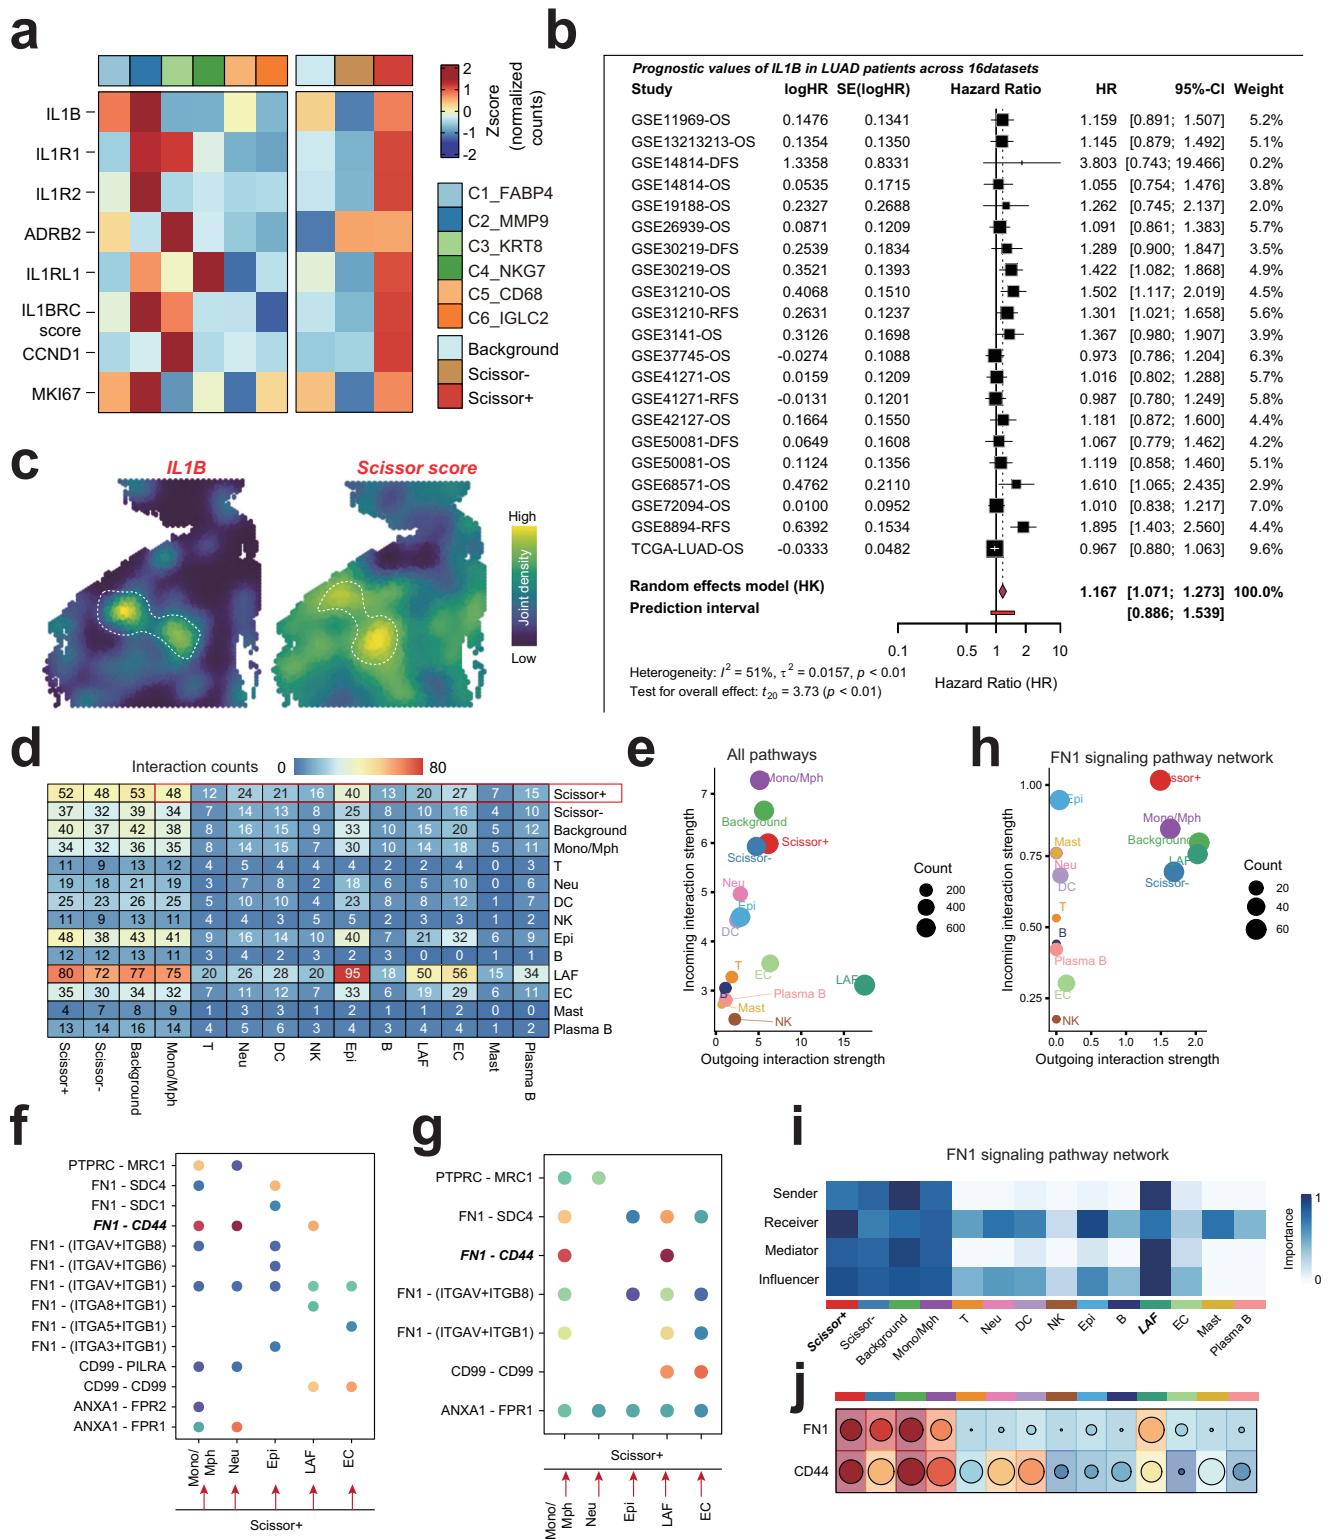 a
IL1B
IL1R1
IL1R2
ADRB2
IL1RL1
IL1BRC
score
CCND1
MKI67
2
1
0
-1
-2
Zscore
(normalized
counts)
C1_FABP4
C2_MMP9
C3_KRT8
C4_NKG7
C5_CD68
C6_IGLC2
Background
Scissor-
Scissor+
b
Prognostic values of IL1B in LUAD patients across 16datasets
Study logHR SE(logHR) Hazard Ratio HR 95%-CI Weight
GSE11969-OS 0.1476 0.1341 1.159 [0.891; 1.507] 5.2%
GSE13213213-OS 0.1354 0.1350 1.145 [0.879; 1.492] 5.1%
GSE14814-DFS 1.3358 0.8331 3.803 [0.743; 19.466] 0.2%
GSE14814-OS 0.0535 0.1715 1.055 [0.754; 1.476] 3.8%
GSE19188-OS 0.2327 0.2688 1.262 [0.745; 2.137] 2.0%
GSE26939-OS 0.0871 0.1209 1.091 [0.861; 1.383] 5.7%
GSE30219-DFS 0.2539 0.1834 1.289 [0.900; 1.847] 3.5%
GSE30219-OS 0.3521 0.1393 1.422 [1.082; 1.868] 4.9%
GSE31210-OS 0.4068 0.1510 1.502 [1.117; 2.019] 4.5%
GSE31210-RFS 0.2631 0.1237 1.301 [1.021; 1.658] 5.6%
GSE3141-OS 0.3126 0.1698 1.367 [0.980; 1.907] 3.9%
GSE37745-OS -0.0274 0.1088 0.973 [0.786; 1.204] 6.3%
GSE41271-OS 0.0159 0.1209 1.016 [0.802; 1.288] 5.7%
GSE41271-RFS -0.0131 0.1201 0.987 [0.780; 1.249] 5.8%
GSE42127-OS 0.1664 0.1550 1.181 [0.872; 1.600] 4.4%
GSE50081-DFS 0.0649 0.1608 1.067 [0.779; 1.462] 4.2%
GSE50081-OS 0.1124 0.1356 1.119 [0.858; 1.460] 5.1%
GSE68571-OS 0.4762 0.2110 1.610 [1.065; 2.435] 2.9%
GSE72094-OS 0.0100 0.0952 1.010 [0.838; 1.217] 7.0%
GSE8894-RFS 0.6392 0.1534 1.895 [1.403; 2.560] 4.4%
TCGA-LUAD-OS -0.0333 0.0482 0.967 [0.880; 1.063] 9.6%
Random effects model (HK) 1.167 [1.071; 1.273] 100.0%
Prediction interval [0.886; 1.539]
0.1 0.5 1 2 10
Heterogeneity: I² = 51%, τ² = 0.0157, p < 0.01
Test for overall effect: t₂₀ = 3.73 (p < 0.01)
Hazard Ratio (HR)
c
IL1B
Scissor score
High
Joint density
Low
d
Interaction counts 0 80
52 48 53 48 12 24 21 16 40 13 20 27 7 15 Scissor+
37 32 39 34 7 14 13 8 25 8 10 16 4 10 Scissor-
40 37 42 38 8 16 15 9 33 10 15 20 5 12 Background
34 32 36 35 8 14 15 7 30 10 14 18 5 11 Mono/Mph
11 9 13 12 4 5 4 4 4 2 2 4 0 3 T
19 18 21 19 3 7 8 2 18 6 5 10 0 6 Neu
25 23 26 25 5 10 10 4 23 8 8 12 1 7 DC
11 9 13 11 4 4 3 5 5 2 3 3 1 2 NK
48 38 43 41 9 16 14 10 40 7 21 32 6 9 Epi
12 12 13 11 3 4 2 3 2 3 0 0 1 2 B
80 72 77 75 20 26 28 20 95 18 50 56 15 34 LAF
35 30 34 32 7 11 12 7 33 6 19 29 6 11 EC
4 7 8 9 1 3 3 1 2 1 1 2 0 0 Mast
13 14 16 14 4 5 6 3 4 3 4 4 1 2 Plasma B
Scissor+ Scissor- Background Mono/Mph T Neu DC NK Epi B LAF EC Mast Plasma B
e
All pathways
Incoming interaction strength
7
6
5
4
3
Mono/Mph
Background
Scissor+
Scissor-
Neu
Epi
DC
T
EC
LAF
B
Plasma B
Mast
NK
0 5 10 15
Outgoing interaction strength
Count
200
400
600
h
FN1 signaling pathway network
Incoming interaction strength
1.00
0.75
0.50
0.25
Scissor+
Epi
Mono/Mph
Mast
Background
Neu
LAF
DC
Scissor-
T
B
Plasma B
EC
NK
0.0 0.5 1.0 1.5 2.0
Outgoing interaction strength
Count
20
40
60
f
PTPRC - MRC1
FN1 - SDC4
FN1 - SDC1
FN1 - CD44
FN1 - (ITGAV+ITGB8)
FN1 - (ITGAV+ITGB6)
FN1 - (ITGAV+ITGB1)
FN1 - (ITGA8+ITGB1)
FN1 - (ITGA5+ITGB1)
FN1 - (ITGA3+ITGB1)
CD99 - PILRA
CD99 - CD99
ANXA1 - FPR2
ANXA1 - FPR1
Mono/
Mph
Neu
Epi
LAF
EC
Scissor+
g
PTPRC - MRC1
FN1 - SDC4
FN1 - CD44
FN1 - (ITGAV+ITGB8)
FN1 - (ITGAV+ITGB1)
CD99 - CD99
ANXA1 - FPR1
Scissor+
Mono/
Mph
Neu
Epi
LAF
EC
i
FN1 signaling pathway network
Sender
Receiver
Mediator
Influencer
1
Importance
0
Scissor+ Scissor- Background Mono/Mph T Neu DC NK Epi B LAF EC Mast Plasma B
j
FN1
CD44